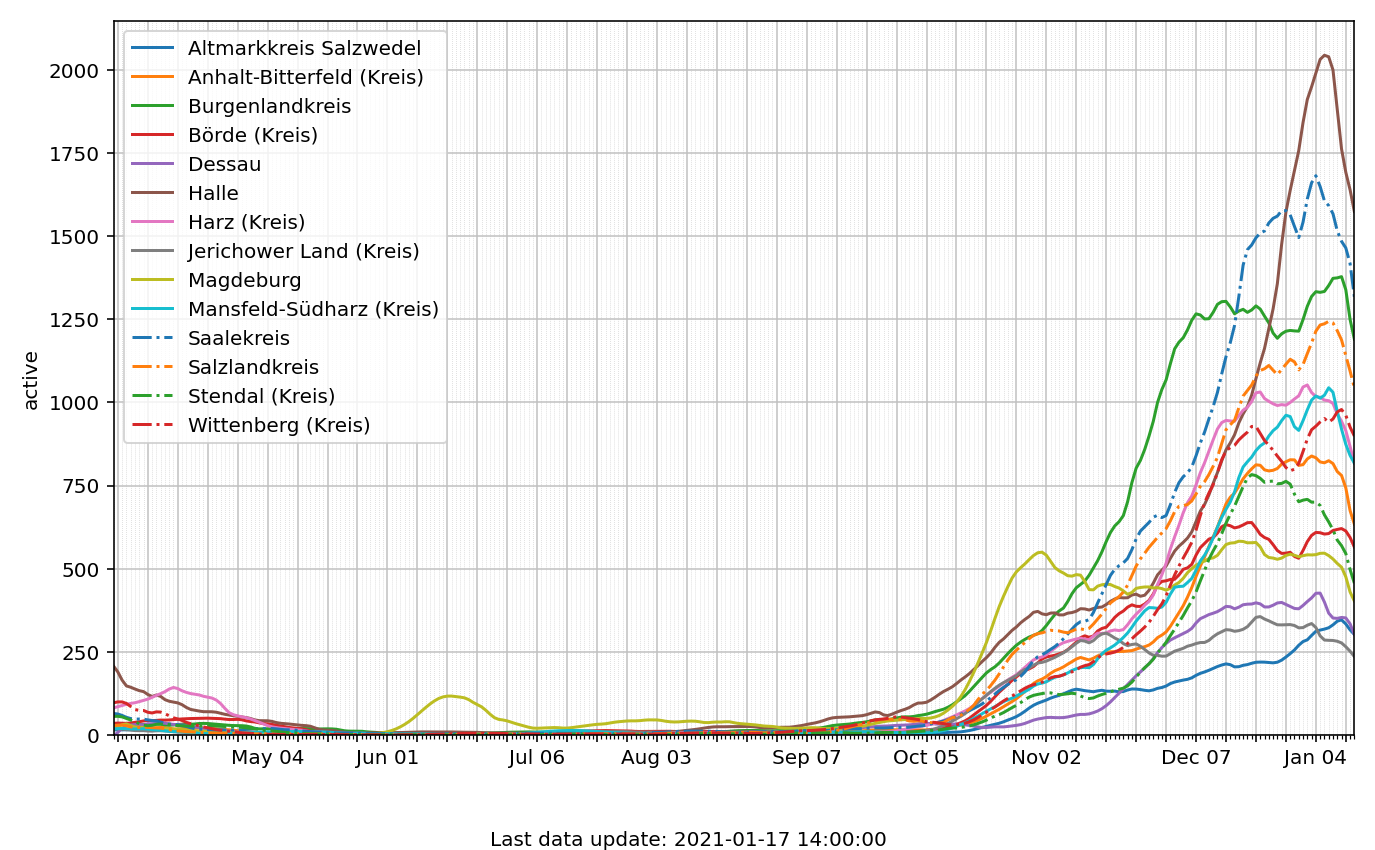 2000
1750
1500
1250
1000
750
500
250
0
active
Altmarkkreis Salzwedel
Anhalt-Bitterfeld (Kreis)
Burgenlandkreis
Börde (Kreis)
Dessau
Halle
Harz (Kreis)
Jerichower Land (Kreis)
Magdeburg
Mansfeld-Südharz (Kreis)
Saalekreis
Salzlandkreis
Stendal (Kreis)
Wittenberg (Kreis)
Apr 06 May 04 Jun 01 Jul 06 Aug 03 Sep 07 Oct 05 Nov 02 Dec 07 Jan 04
Last data update: 2021-01-17 14:00:00